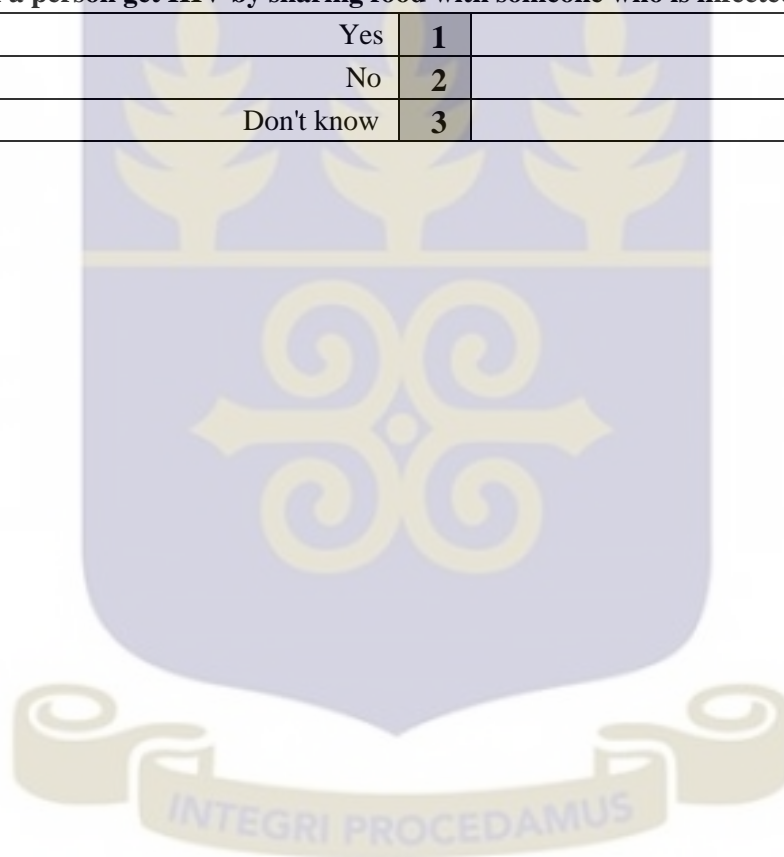 a person get HIV by sharing food with someone who is infected
Yes 1
No 2
Don't know 3
INTEGRI PROCEDAMUS